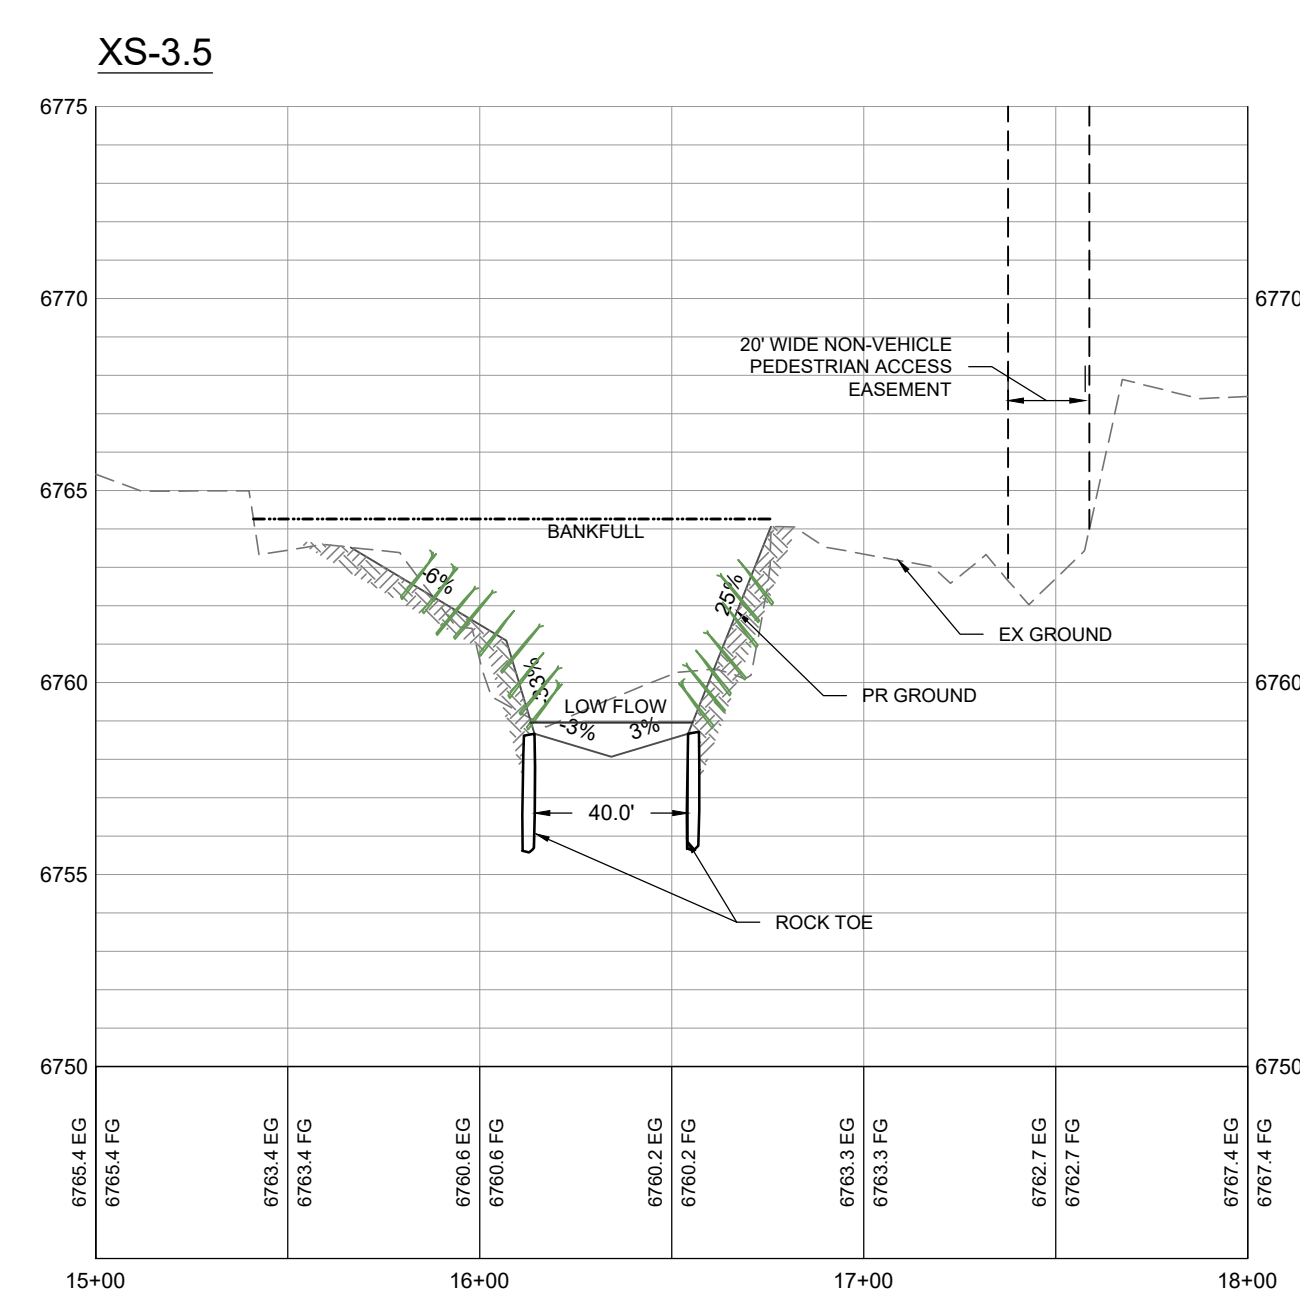 XS-3.5
6775
6770
6770
20' WIDE NON-VEHICLE
PEDESTRIAN ACCESS
EASEMENT
6765
BANKFULL
-6%
25%
EX GROUND
-33%
6760
6760
PR GROUND
LOW FLOW
-3%
3%
40.0'
6755
ROCK TOE
6750
6750
6765.4 EG
6765.4 FG
6763.4 EG
6763.4 FG
6760.6 EG
6760.6 FG
6760.2 EG
6760.2 FG
6763.3 EG
6763.3 FG
6762.7 EG
6762.7 FG
6767.4 EG
6767.4 FG
15+00
16+00
17+00
18+00